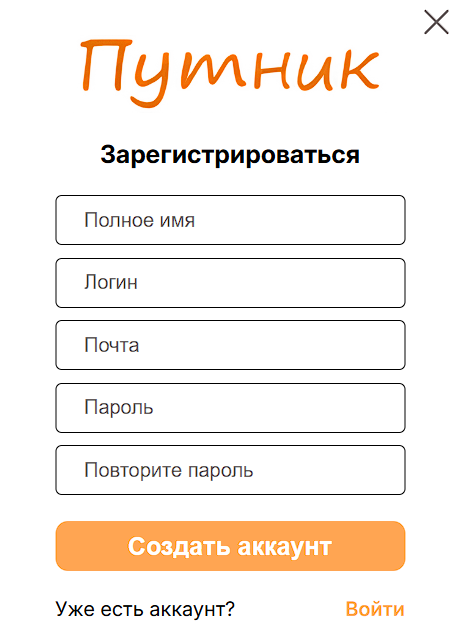 Путник
Зарегистрироваться
Полное имя
Логин
Почта
Пароль
Повторите пароль
Создать аккаунт
Уже есть аккаунт? Войти